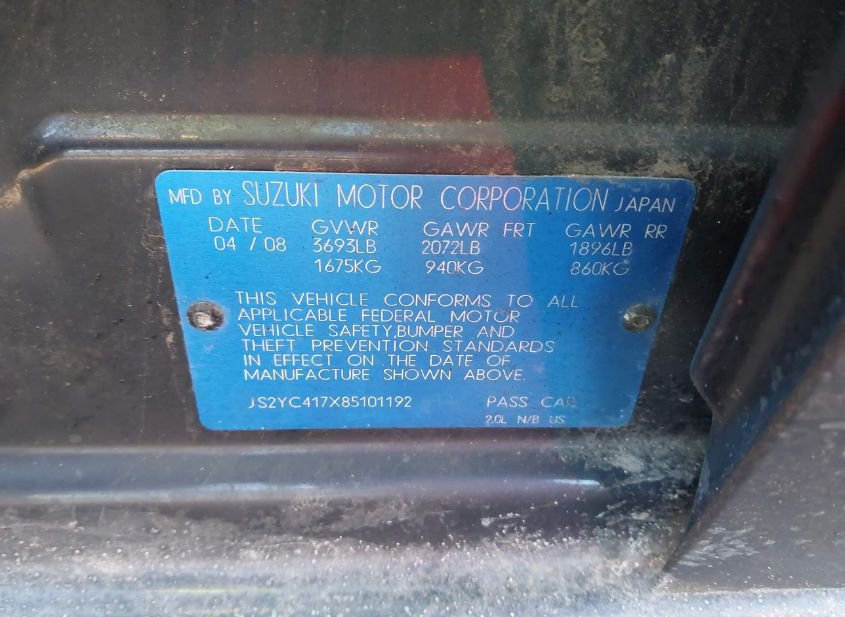 MFD BY SUZUKI MOTOR CORPORATION JAPAN
DATE GVWR GAWR FRT GAWR RR
04 / 08 3693LB 2072LB 1896LB
1675KG 940KG 860KG
THIS VEHICLE CONFORMS TO ALL
APPLICABLE FEDERAL MOTOR
VEHICLE SAFETY,BUMPER AND
THEFT PREVENTION STANDARDS
IN EFFECT ON THE DATE OF
MANUFACTURE SHOWN ABOVE.
JS2YC417X85101192 PASS CAR
2.0L N/B US